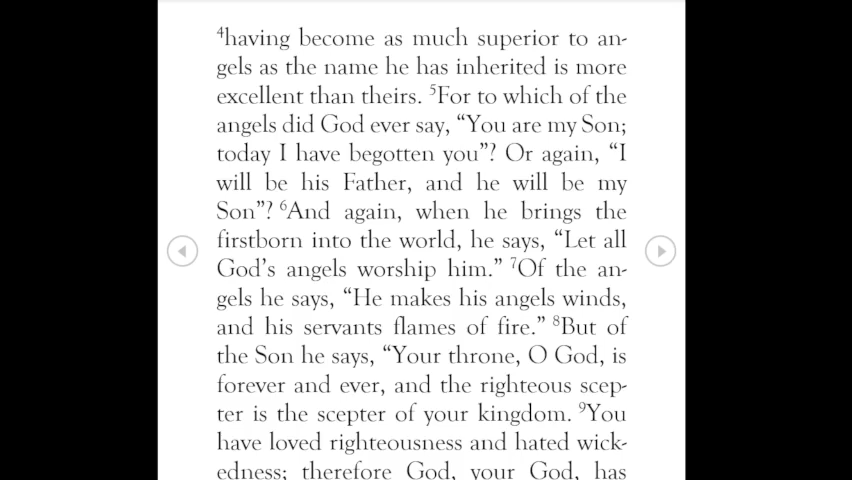 ⁴having become as much superior to an-
gels as the name he has inherited is more
excellent than theirs. ⁵For to which of the
angels did God ever say, “You are my Son;
today I have begotten you”? Or again, “I
will be his Father, and he will be my
Son”? ⁶And again, when he brings the
firstborn into the world, he says, “Let all
God’s angels worship him.” ⁷Of the an-
gels he says, “He makes his angels winds,
and his servants flames of fire.” ⁸But of
the Son he says, “Your throne, O God, is
forever and ever, and the righteous scep-
ter is the scepter of your kingdom. ⁹You
have loved righteousness and hated wick-
edness; therefore God, your God, has